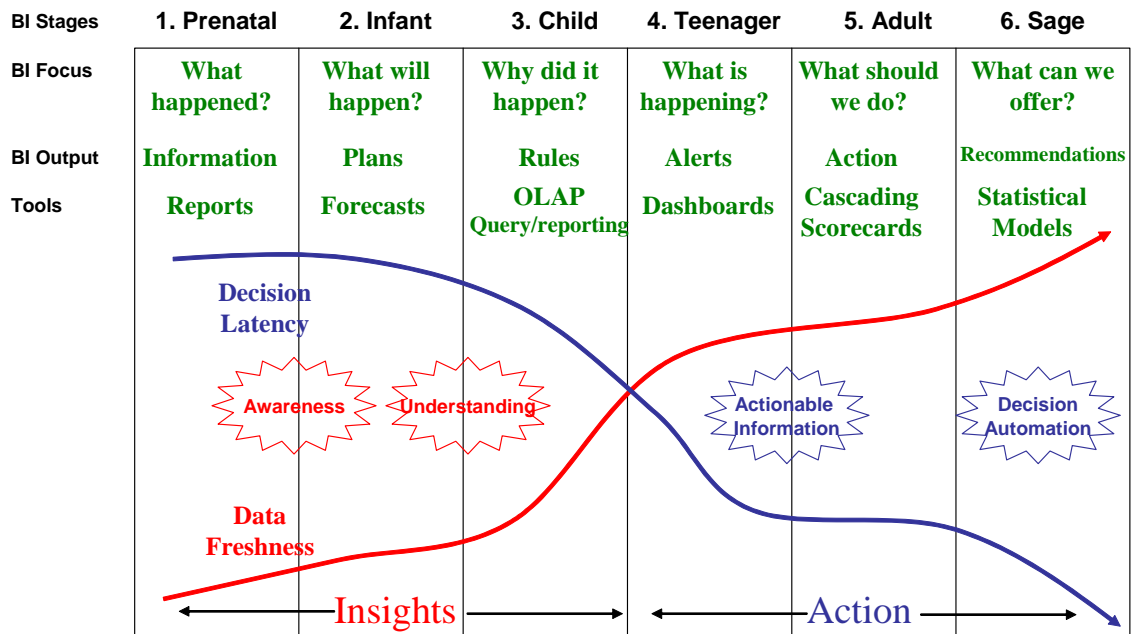 BI Stages 1. Prenatal 2. Infant 3. Child 4. Teenager 5. Adult 6. Sage
BI Focus What What will Why did it What is What should What can we
happened? happen? happen? happening? we do? offer?
BI Output Information Plans Rules Alerts Action Recommendations
Tools Reports Forecasts OLAP Dashboards Cascading Statistical
Query/reporting Scorecards Models
Decision
Latency
Awareness Understanding Actionable Decision
Information Automation
Data
Freshness
Insights Action